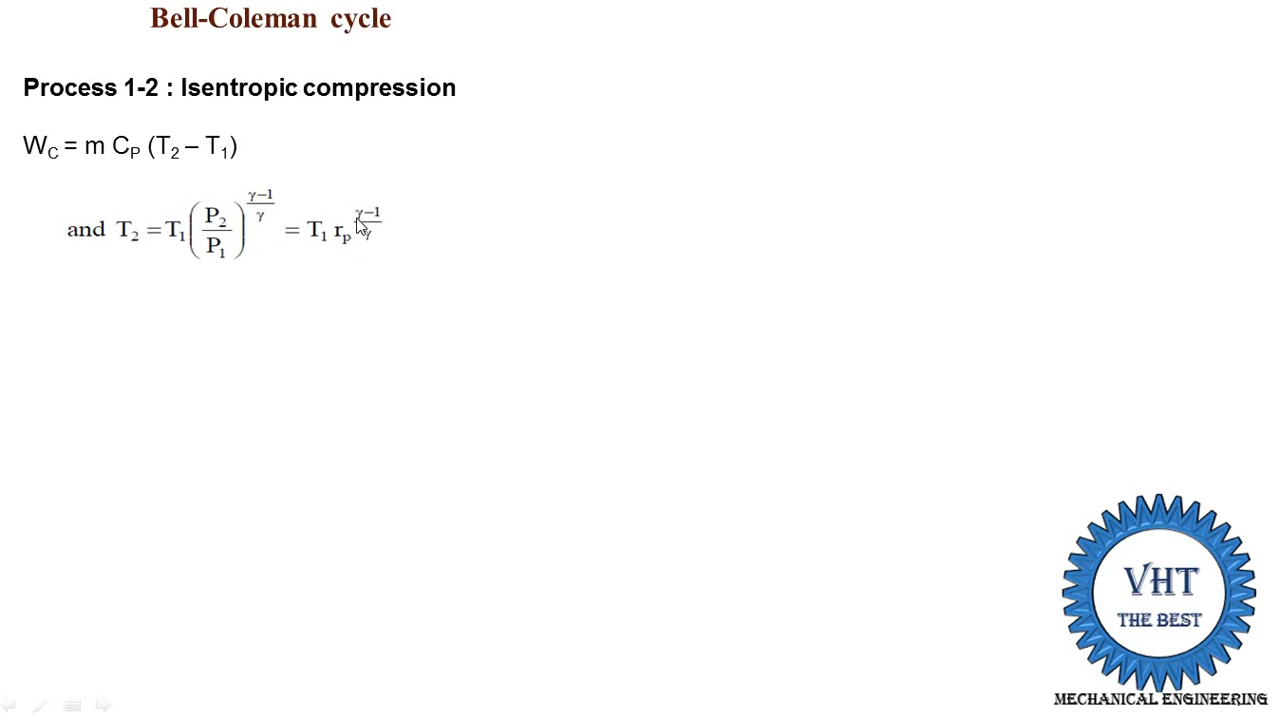 Bell-Coleman cycle
Process 1-2 : Isentropic compression
W_C = m C_P (T_2 – T_1)
and T_2 = T_1 (P_2/P_1)^((γ−1)/γ) = T_1 r_p^((γ−1)/γ)
VHT
THE BEST
MECHANICAL ENGINEERING